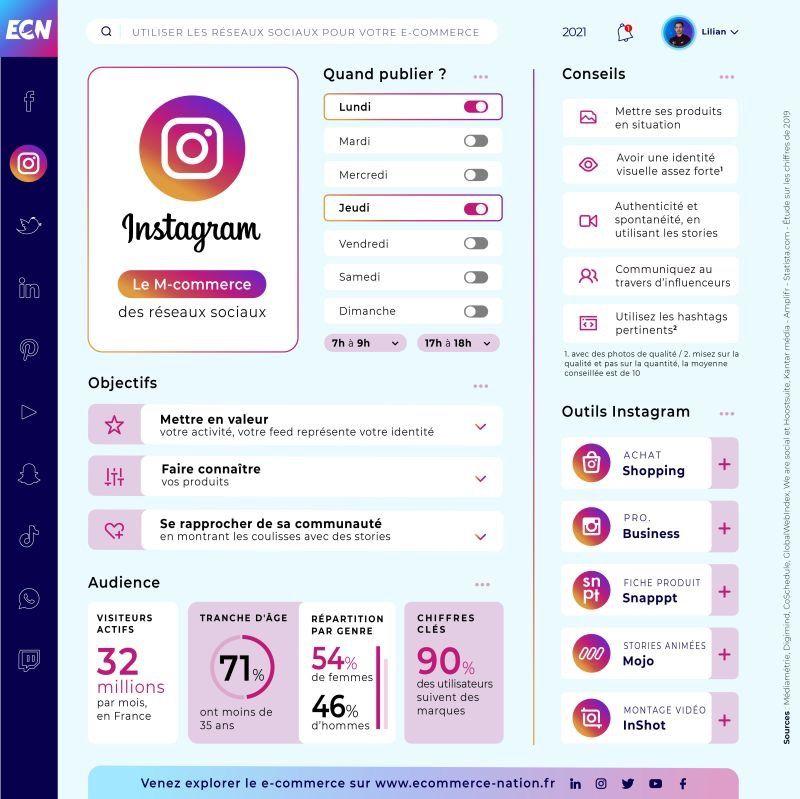 ECN
UTILISER LES RÉSEAUX SOCIAUX POUR VOTRE E-COMMERCE
2021
Lilian
Instagram
Le M-commerce
des réseaux sociaux
Quand publier ?
Lundi
Mardi
Mercredi
Jeudi
Vendredi
Samedi
Dimanche
7h à 9h
17h à 18h
Objectifs
Mettre en valeur
votre activité, votre feed représente votre identité
Faire connaître
vos produits
Se rapprocher de sa communauté
en montrant les coulisses avec des stories
Audience
VISITEURS
ACTIFS
32
millions
par mois,
en France
TRANCHE D'ÂGE
71%
ont moins de
35 ans
RÉPARTITION
PAR GENRE
54%
de femmes
46%
d'hommes
CHIFFRES
CLÉS
90%
des utilisateurs
suivent des
marques
Conseils
Mettre ses produits
en situation
Avoir une identité
visuelle assez forte¹
Authenticité et
spontanéité, en
utilisant les stories
Communiquez au
travers d'influenceurs
Utilisez les hashtags
pertinents²
1. avec des photos de qualité / 2. misez sur la
qualité et pas sur la quantité, la moyenne
conseillée est de 10
Outils Instagram
ACHAT
Shopping
PRO.
Business
snpt
FICHE PRODUIT
Snapppt
STORIES ANIMÉES
Mojo
MONTAGE VIDÉO
InShot
Sources : Médiamétrie, Digimind, CoSchedule, GlobalWebIndex, We are social et Hoostsuite, Kantar média - Amplifr - Statista.com - Étude sur les chiffres de 2019
Venez explorer le e-commerce sur www.ecommerce-nation.fr